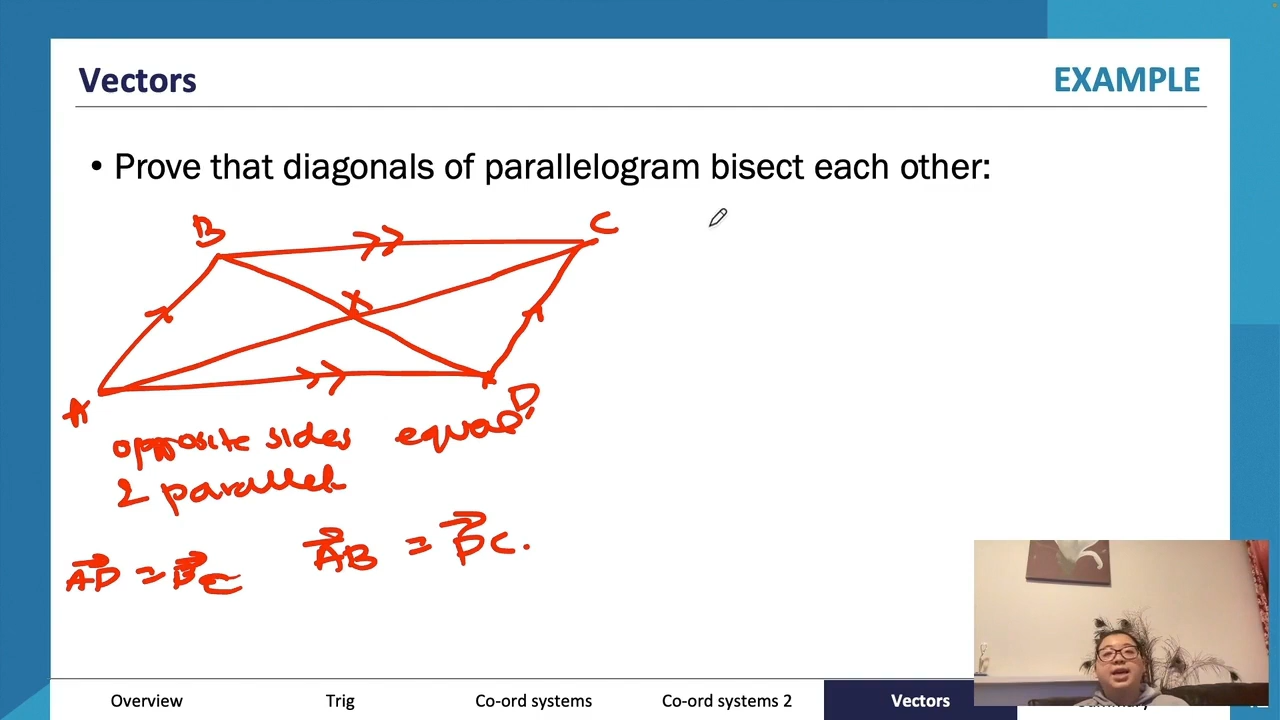 Vectors
EXAMPLE
• Prove that diagonals of parallelogram bisect each other:
B
C
X
A
D
opposite sides equal
& parallel
AD = BC
AB = DC.
Overview
Trig
Co-ord systems
Co-ord systems 2
Vectors
Summary